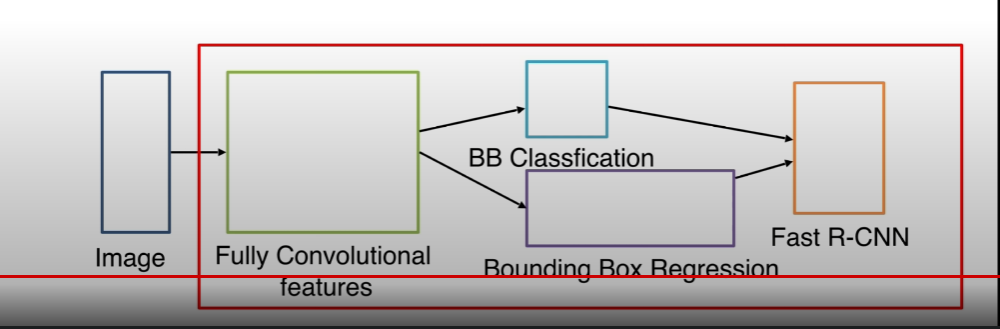 Image
Fully Convolutional
features
BB Classfication
Bounding Box Regression
Fast R-CNN